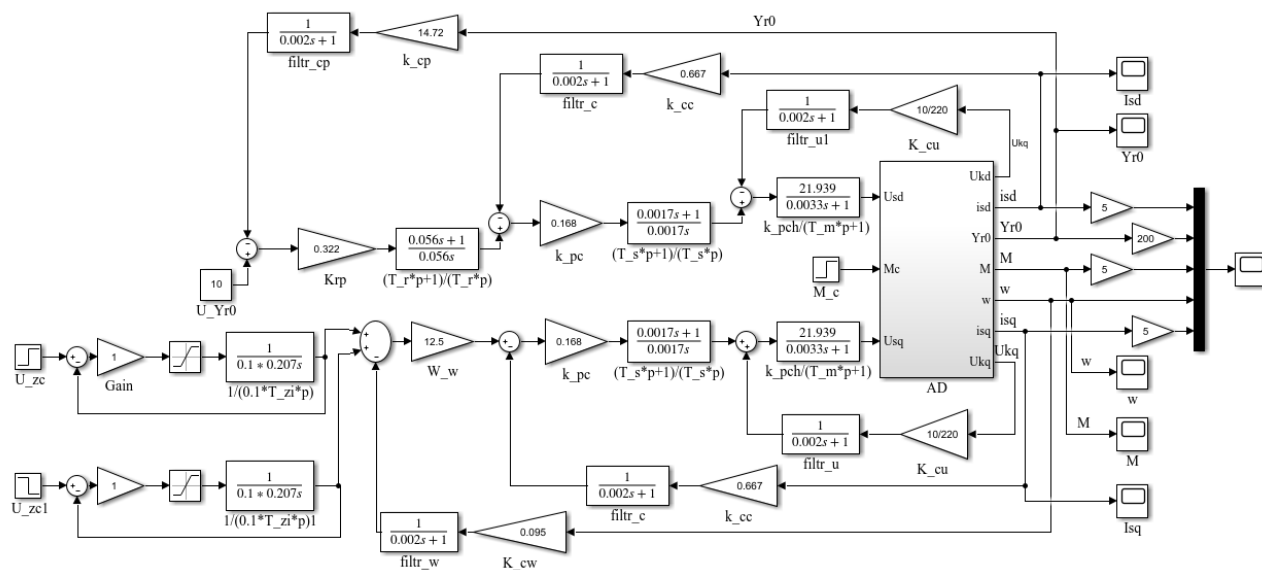 Yr0
1
0.002s + 1
filtr_cp
14.72
k_cp
1
0.002s + 1
filtr_c
0.667
k_cc
Isd
1
0.002s + 1
filtr_u1
10/220
K_cu
Ukq
Yr0
10
U_Yr0
0.322
Krp
0.056s + 1
0.056s
(T_r*p+1)/(T_r*p)
0.168
k_pc
0.0017s + 1
0.0017s
(T_s*p+1)/(T_s*p)
21.939
0.0033s + 1
k_pch/(T_m*p+1)
Usd
Mc
Usq
Ukd
isd
Yr0
M
w
isq
Ukq
AD
M_c
isd
Yr0
M
w
isq
Ukq
5
200
5
5
U_zc
1
Gain
1
0.1 * 0.207s
1/(0.1*T_zi*p)
12.5
W_w
0.168
k_pc
0.0017s + 1
0.0017s
(T_s*p+1)/(T_s*p)
21.939
0.0033s + 1
k_pch/(T_m*p+1)
w
w
M
M
1
0.002s + 1
filtr_u
10/220
K_cu
U_zc1
1
1
0.1 * 0.207s
1/(0.1*T_zi*p)1
1
0.002s + 1
filtr_c
0.667
k_cc
Isq
1
0.002s + 1
filtr_w
0.095
K_cw